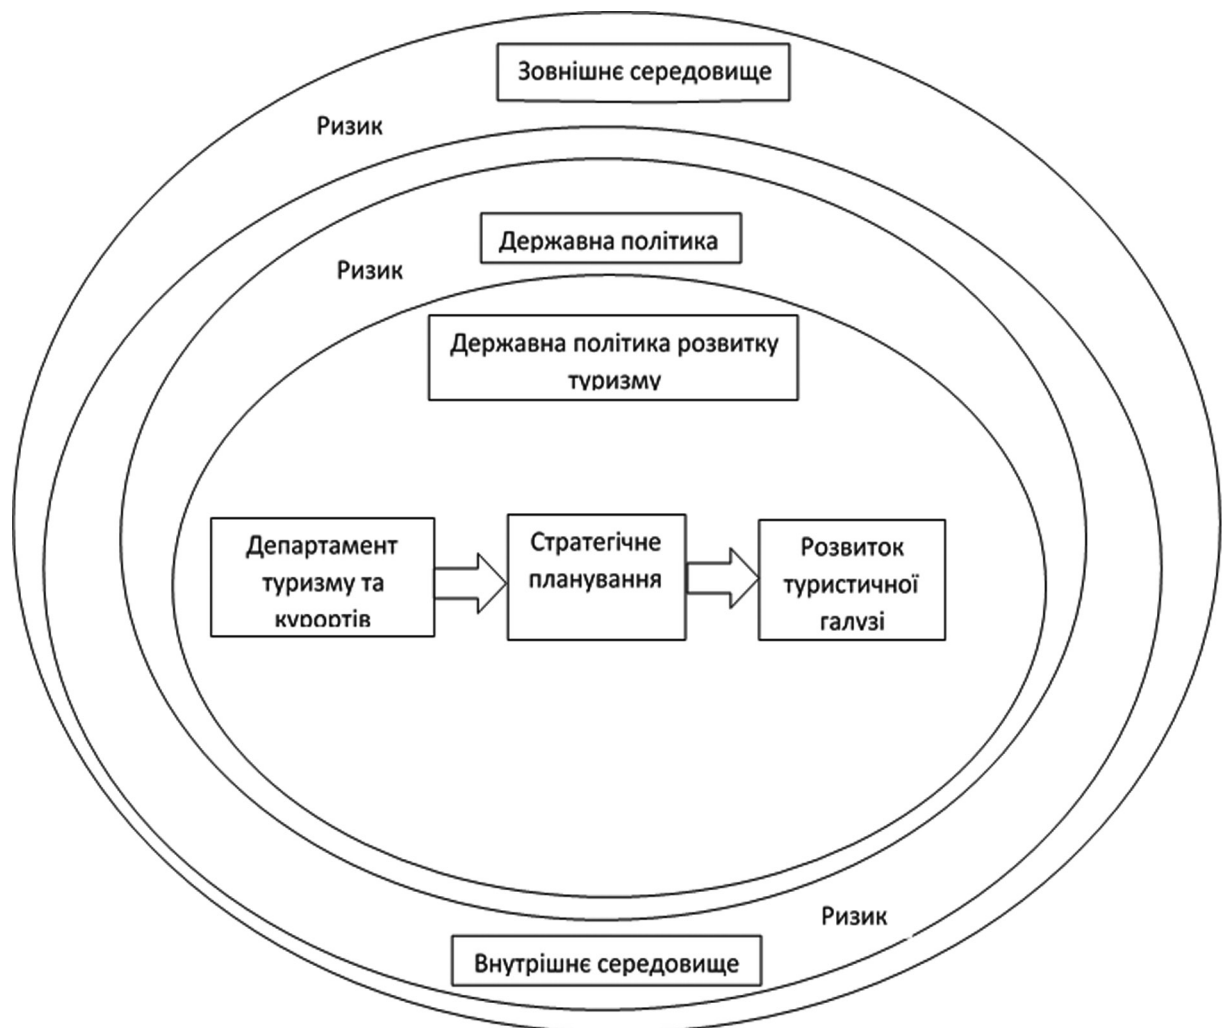 Зовнішнє середовище
Ризик
Державна політика
Ризик
Державна політика розвитку
туризму
Департамент
туризму та
курортів
Стратегічне
планування
Розвиток
туристичної
галузі
Ризик
Внутрішнє середовище